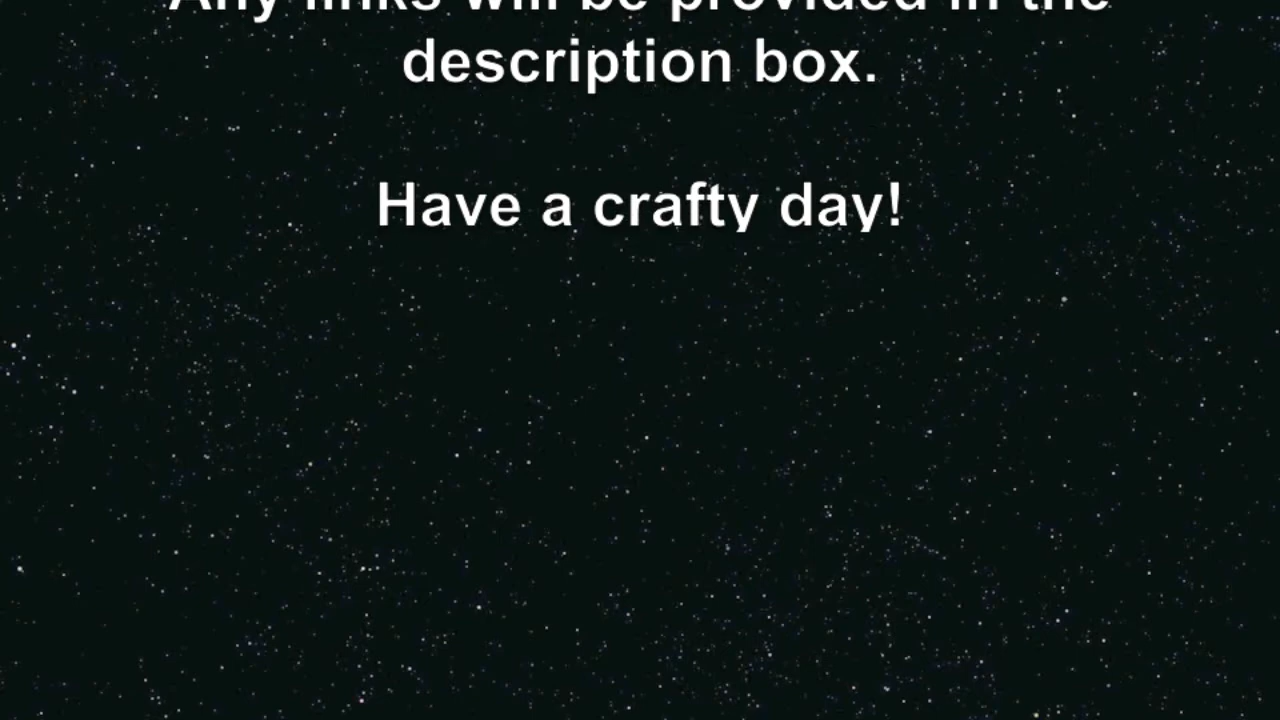 Any links will be provided in the
description box.
Have a crafty day!